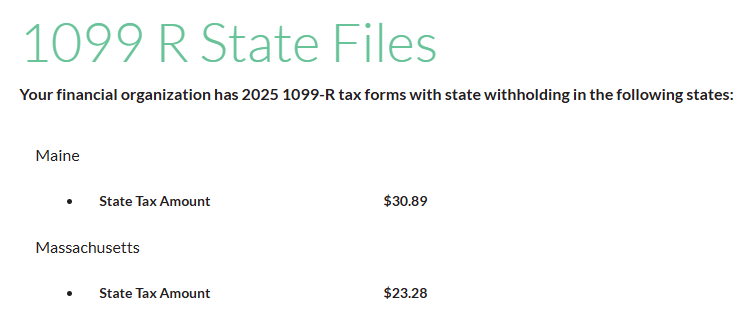 1099 R State Files
Your financial organization has 2025 1099-R tax forms with state withholding in the following states:
Maine
• State Tax Amount $30.89
Massachusetts
• State Tax Amount $23.28